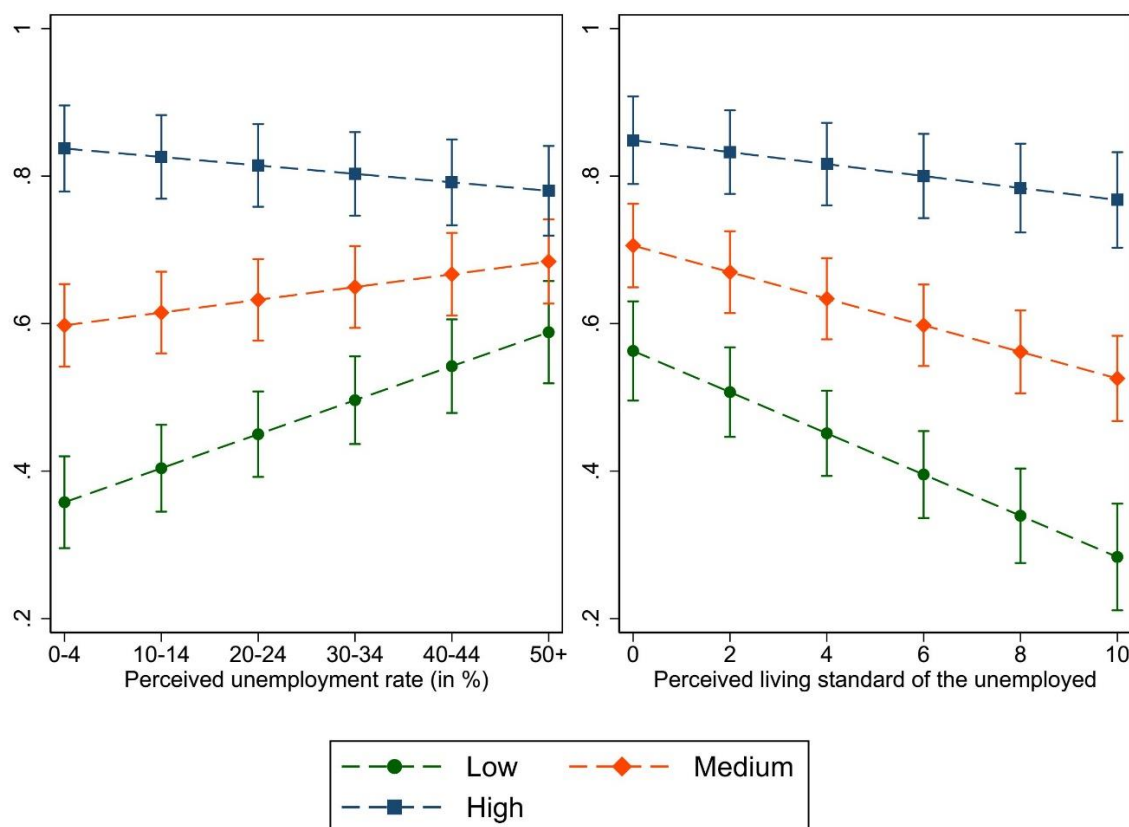 1
.8
.6
.4
.2
0-4 10-14 20-24 30-34 40-44 50+
Perceived unemployment rate (in %)
1
.8
.6
.4
.2
0 2 4 6 8 10
Perceived living standard of the unemployed
Low Medium
High